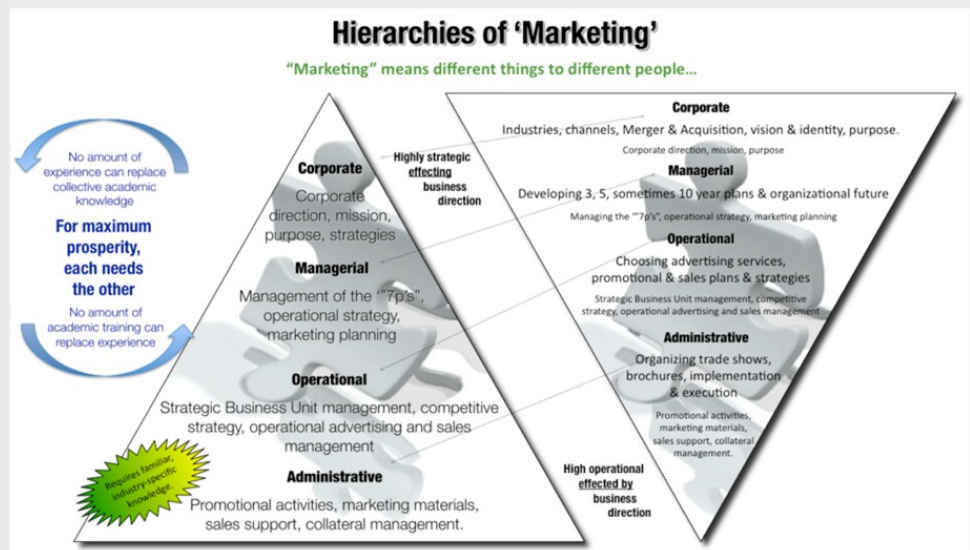 Hierarchies of ‘Marketing’
“Marketing” means different things to different people…
No amount of
experience can replace
collective academic
knowledge
For maximum
prosperity,
each needs
the other
No amount of
academic training can
replace experience
Corporate
Corporate
direction, mission,
purpose, strategies
Managerial
Management of the ‘“7p’s”,
operational strategy,
marketing planning
Operational
Strategic Business Unit management, competitive
strategy, operational advertising and sales
management
Administrative
Promotional activities, marketing materials,
sales support, collateral management.
Requires familiar,
industry-specific
knowledge.
Highly strategic
effecting
business
direction
High operational
effected by
business
direction
Corporate
Industries, channels, Merger & Acquisition, vision & identity, purpose.
Corporate direction, mission, purpose
Managerial
Developing 3, 5, sometimes 10 year plans & organizational future
Managing the ‘“7p’s”, operational strategy, marketing planning
Operational
Choosing advertising services,
promotional & sales plans & strategies
Strategic Business Unit management, competitive
strategy, operational advertising and sales management
Administrative
Organizing trade shows,
brochures, implementation
& execution
Promotional activities,
marketing materials,
sales support, collateral
management.